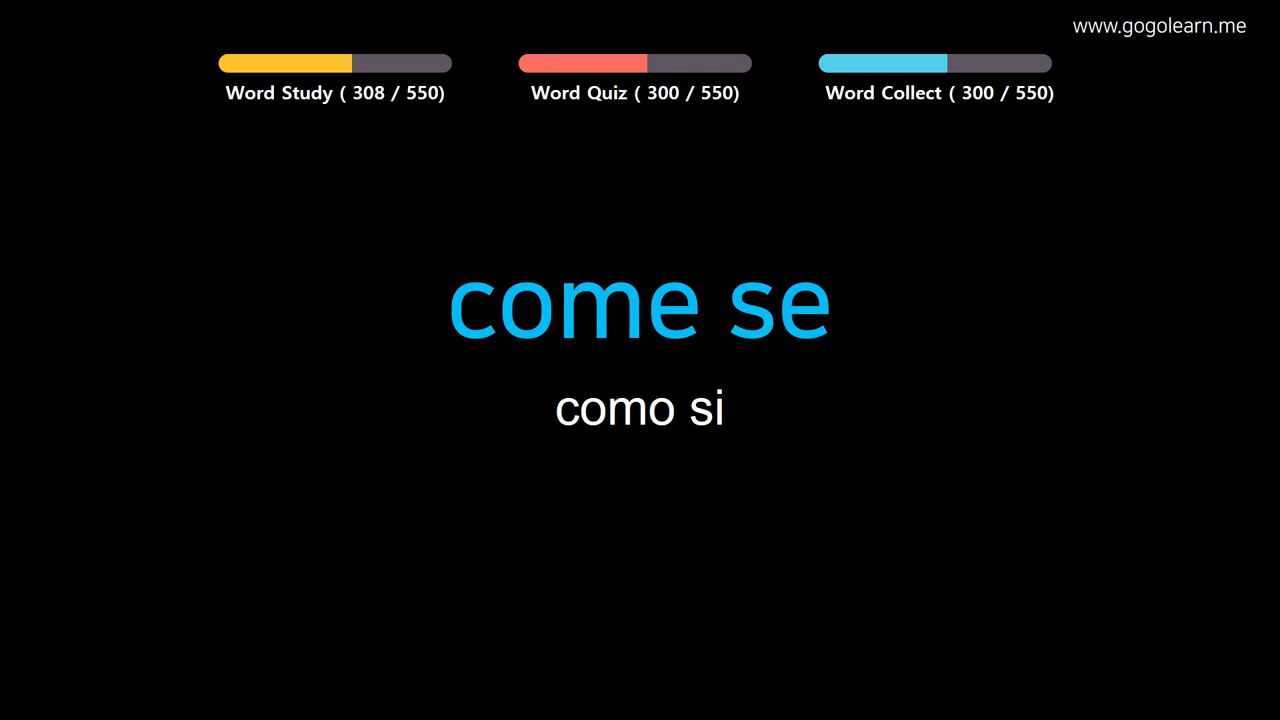 www.gogolearn.me
Word Study ( 308 / 550)
Word Quiz ( 300 / 550)
Word Collect ( 300 / 550)
come se
como si